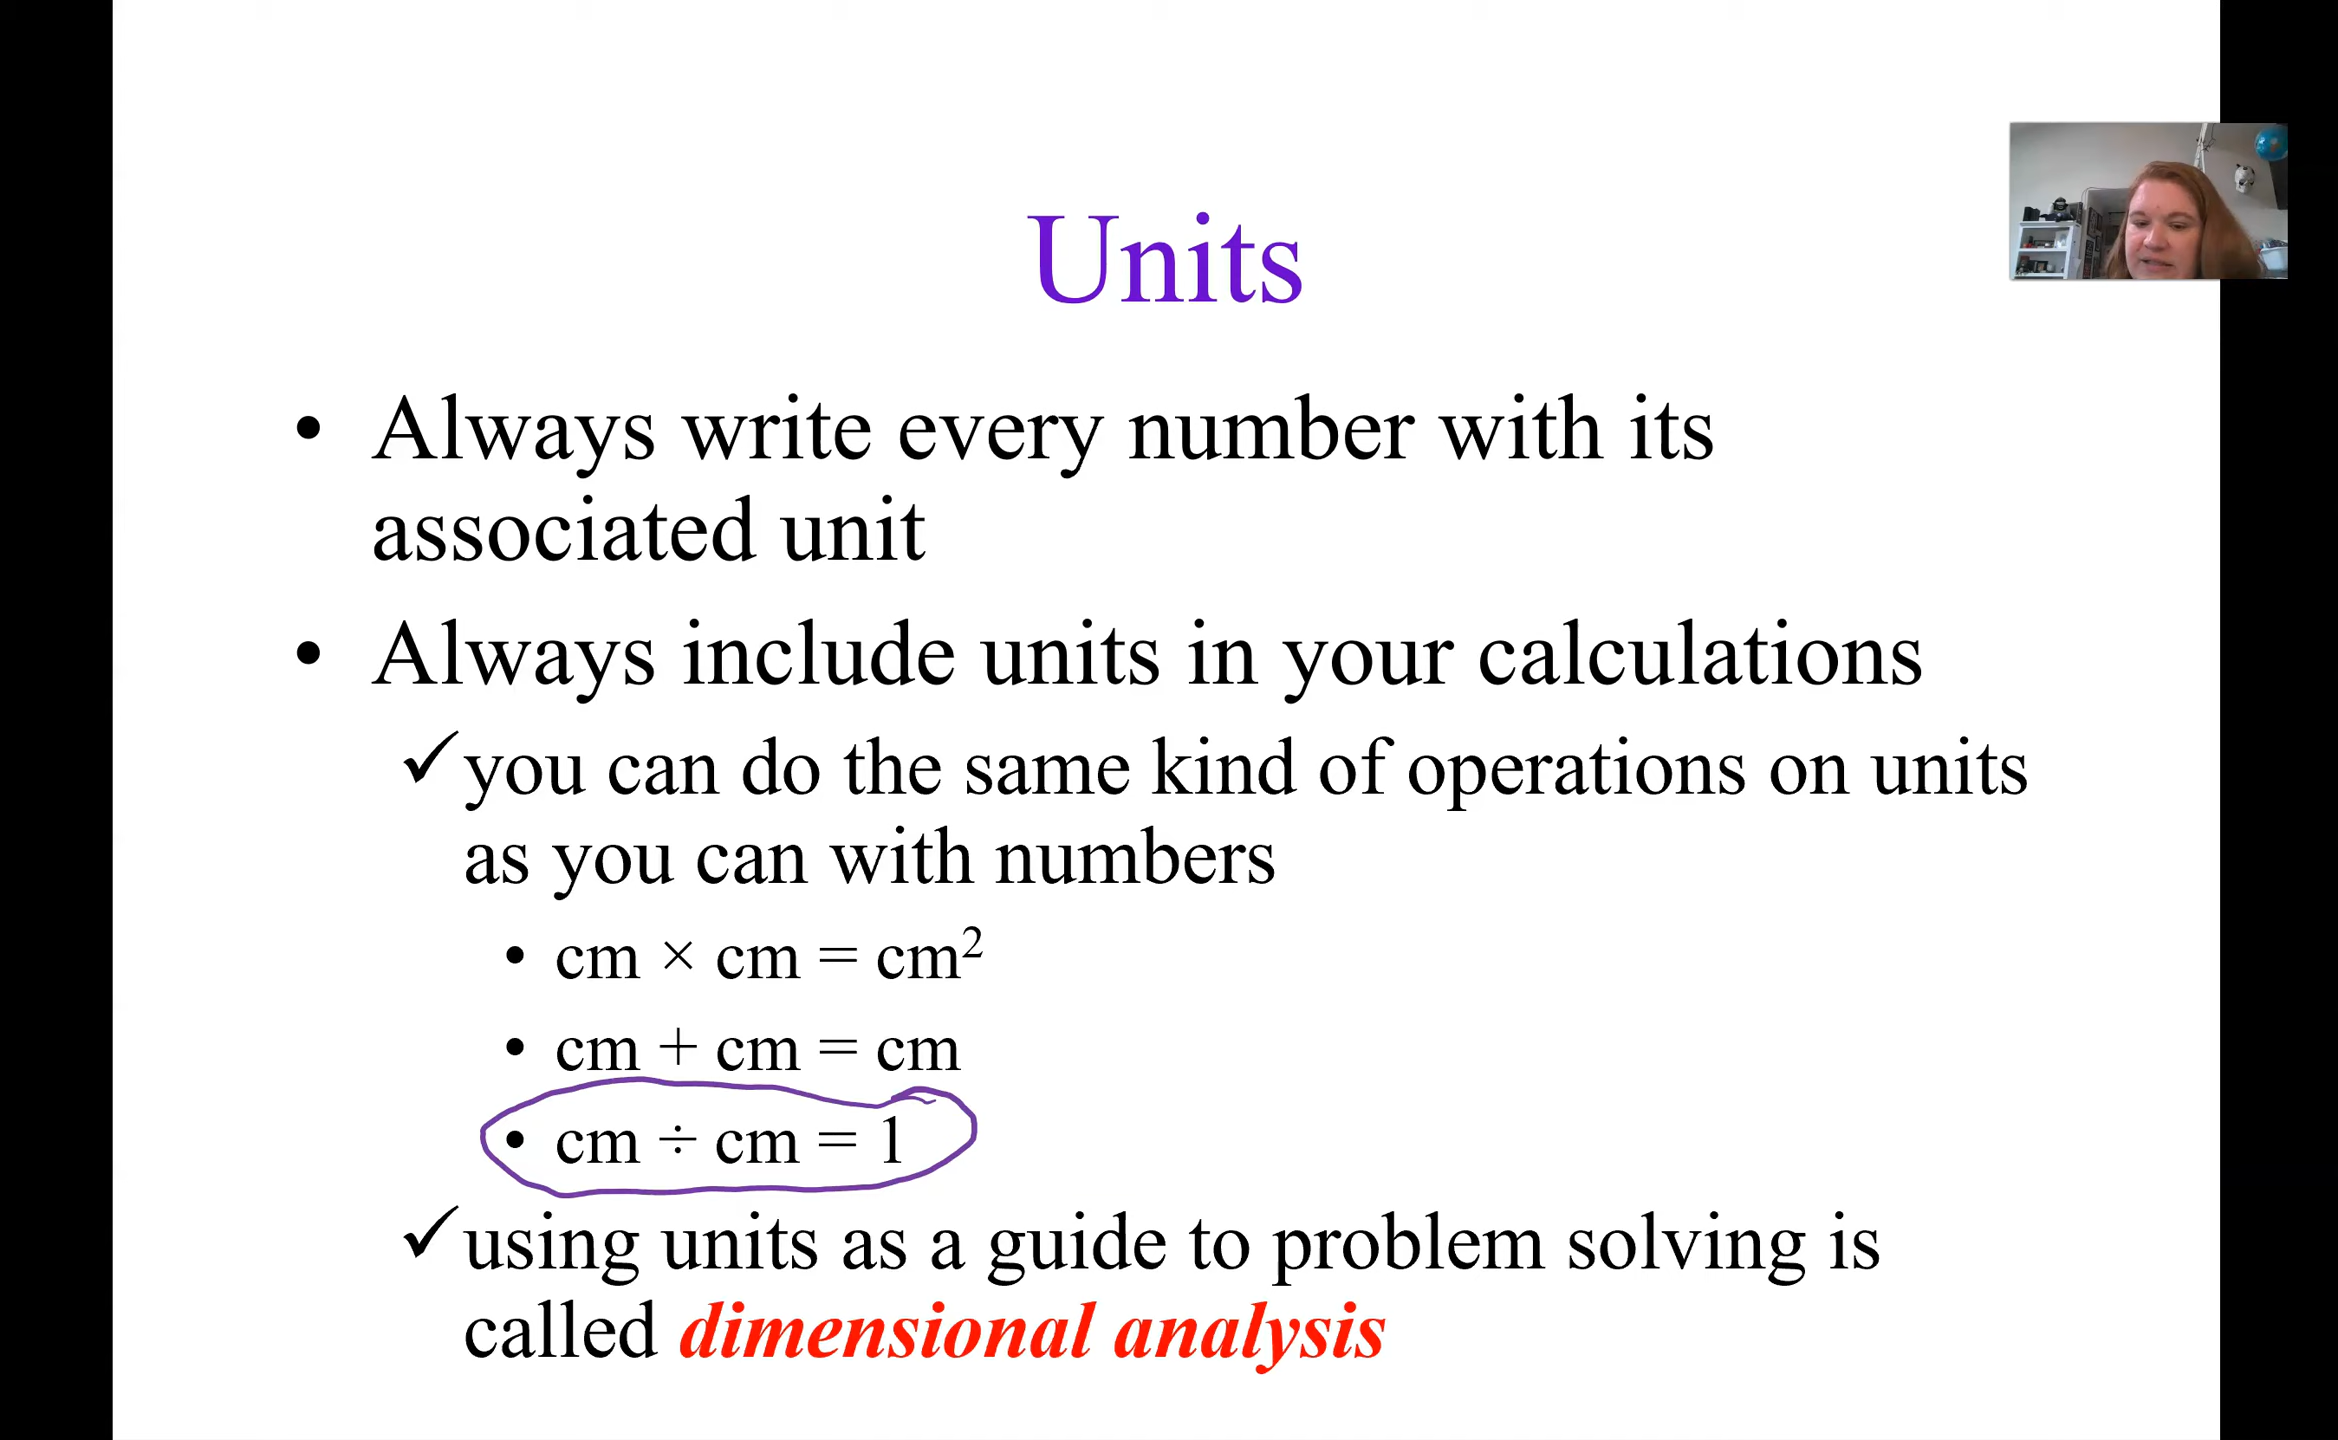 Units
• Always write every number with its
associated unit
• Always include units in your calculations
✓ you can do the same kind of operations on units
as you can with numbers
• cm × cm = cm²
• cm + cm = cm
• cm ÷ cm = 1
✓ using units as a guide to problem solving is
called dimensional analysis